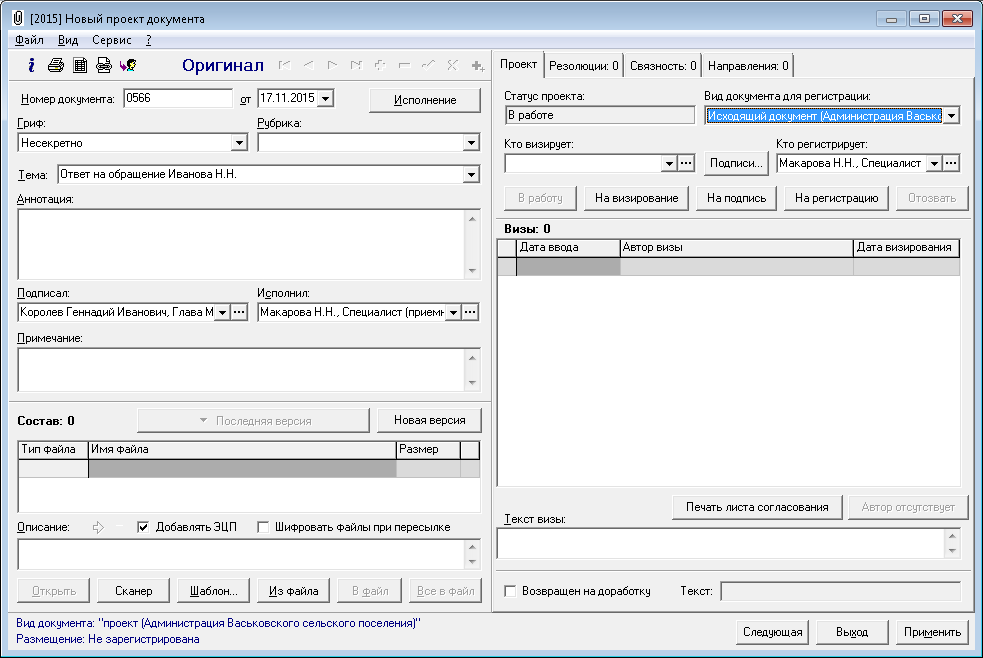 [2015] Новый проект документа
Файл Вид Сервис ?
Оригинал
Номер документа: 0566 от 17.11.2015 Исполнение
Гриф: Рубрика:
Несекретно
Тема: Ответ на обращение Иванова Н.Н.
Аннотация:
Подписал: Исполнил:
Королев Геннадий Иванович, Глава М Макарова Н.Н., Специалист (приемн
Примечание:
Состав: 0 Последняя версия Новая версия
Тип файла Имя файла Размер
Описание: Добавлять ЭЦП Шифровать файлы при пересылке
Открыть Сканер Шаблон... Из файла В файл Все в файл
Проект Резолюции: 0 Связность: 0 Направления: 0
Статус проекта: Вид документа для регистрации:
В работе Исходящий документ (Администрация Васькс
Кто визирует: Кто регистрирует:
Подписи... Макарова Н.Н., Специалист
В работу На визирование На подпись На регистрацию Отозвать
Визы: 0
Дата ввода Автор визы Дата визирования
Печать листа согласования Автор отсутствует
Текст визы:
Возвращен на доработку Текст:
Вид документа: "проект (Администрация Васьковского сельского поселения)"
Размещение: Не зарегистрирована
Следующая Выход Применить